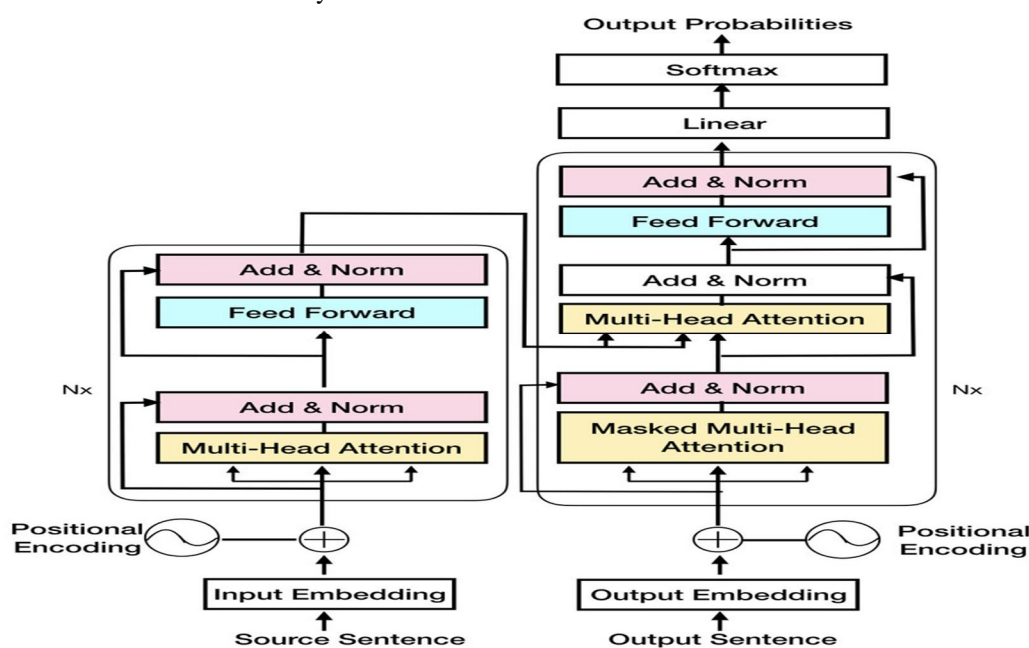 Output Probabilities
Softmax
Linear
Add & Norm
Feed Forward
Add & Norm
Multi-Head Attention
Add & Norm
Masked Multi-Head
Attention
Nx
Positional
Encoding
Output Embedding
Output Sentence
Add & Norm
Feed Forward
Nx
Add & Norm
Multi-Head Attention
Positional
Encoding
Input Embedding
Source Sentence